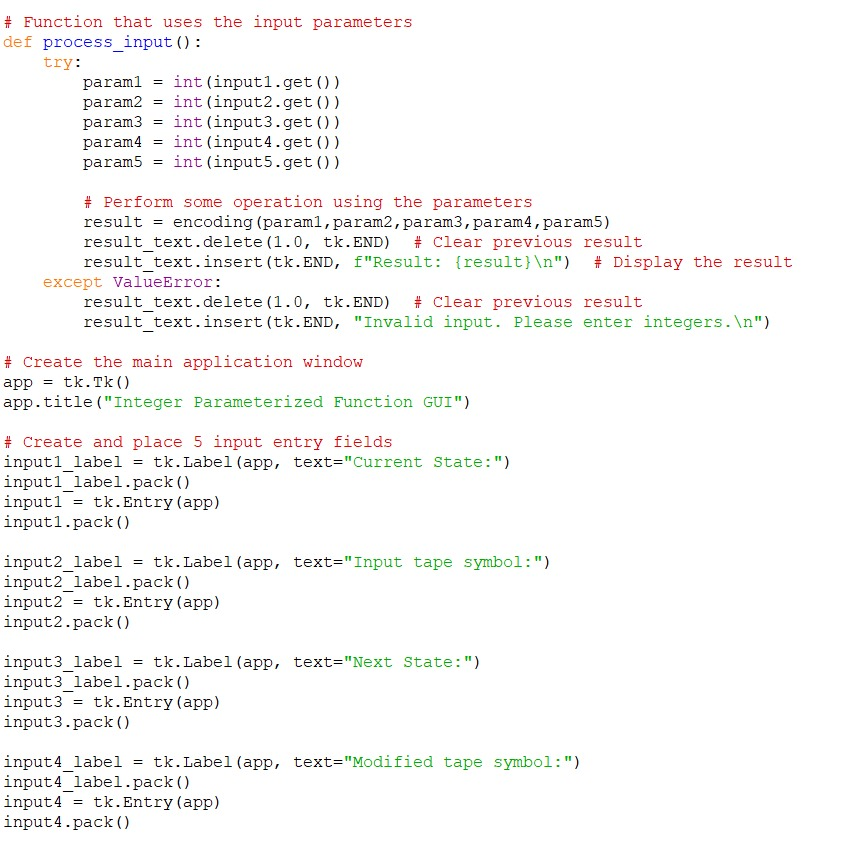 # Function that uses the input parameters
def process_input():
    try:
        param1 = int(input1.get())
        param2 = int(input2.get())
        param3 = int(input3.get())
        param4 = int(input4.get())
        param5 = int(input5.get())

        # Perform some operation using the parameters
        result = encoding(param1,param2,param3,param4,param5)
        result_text.delete(1.0, tk.END)  # Clear previous result
        result_text.insert(tk.END, f"Result: {result}\n")  # Display the result
    except ValueError:
        result_text.delete(1.0, tk.END)  # Clear previous result
        result_text.insert(tk.END, "Invalid input. Please enter integers.\n")

# Create the main application window
app = tk.Tk()
app.title("Integer Parameterized Function GUI")

# Create and place 5 input entry fields
input1_label = tk.Label(app, text="Current State:")
input1_label.pack()
input1 = tk.Entry(app)
input1.pack()

input2_label = tk.Label(app, text="Input tape symbol:")
input2_label.pack()
input2 = tk.Entry(app)
input2.pack()

input3_label = tk.Label(app, text="Next State:")
input3_label.pack()
input3 = tk.Entry(app)
input3.pack()

input4_label = tk.Label(app, text="Modified tape symbol:")
input4_label.pack()
input4 = tk.Entry(app)
input4.pack()